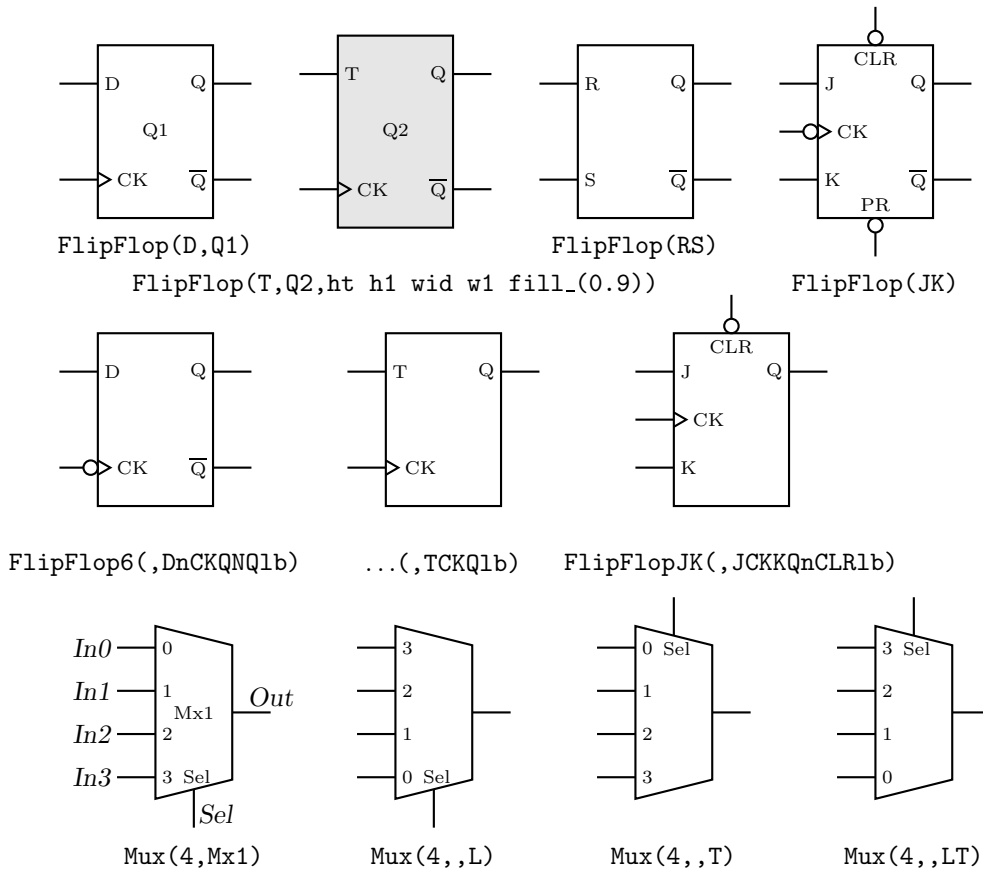 CLR
T Q
D Q R Q J Q
Q1 Q2 CK
CK Q̅ CK Q̅ S Q̅ K Q̅
PR
FlipFlop(D,Q1) FlipFlop(RS)
FlipFlop(T,Q2,ht h1 wid w1 fill_(0.9)) FlipFlop(JK)
CLR
D Q T Q J Q
CK
CK Q̅ CK K
FlipFlop6(,DnCKQNQlb) ...(,TCKQlb) FlipFlopJK(,JCKKQnCLRlb)
In0 0 3 0 Sel 3 Sel
In1 1 Out 2 1 2
Mx1
In2 2 1 2 1
In3 3 Sel 0 Sel 3 0
Sel
Mux(4,Mx1) Mux(4,,L) Mux(4,,T) Mux(4,,LT)